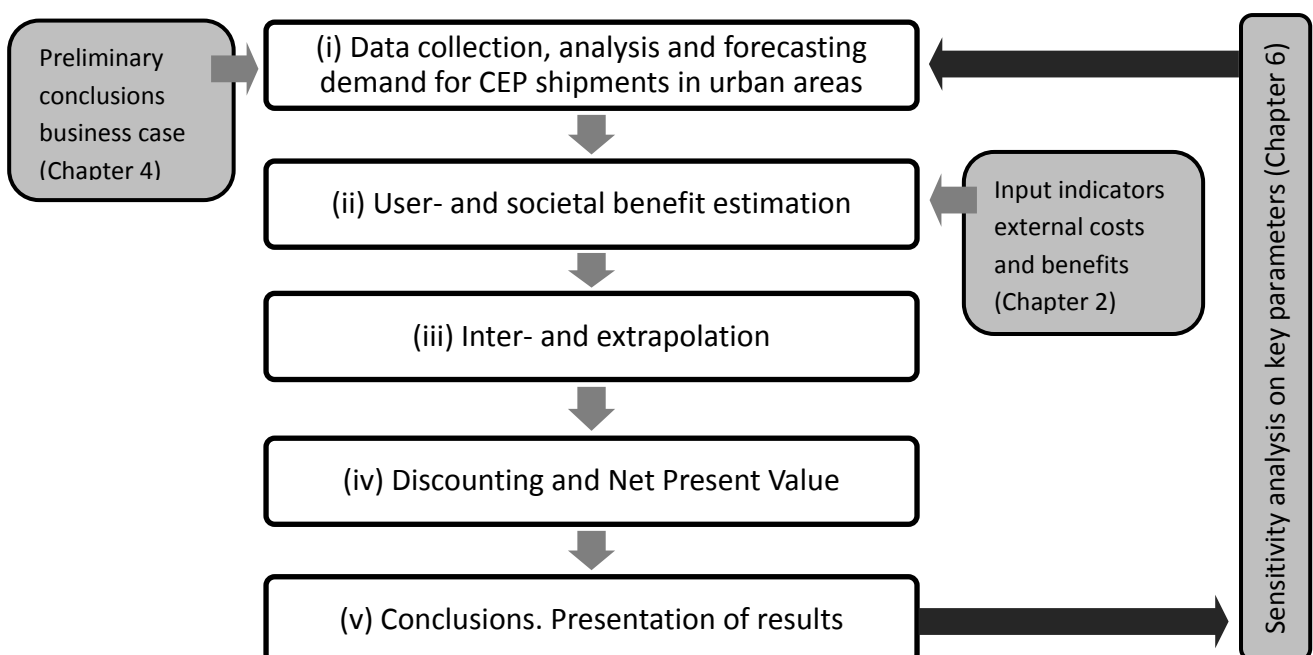 Preliminary
conclusions
business case
(Chapter 4)
(i) Data collection, analysis and forecasting
demand for CEP shipments in urban areas
(ii) User- and societal benefit estimation
Input indicators
external costs
and benefits
(Chapter 2)
(iii) Inter- and extrapolation
(iv) Discounting and Net Present Value
(v) Conclusions. Presentation of results
Sensitivity analysis on key parameters (Chapter 6)